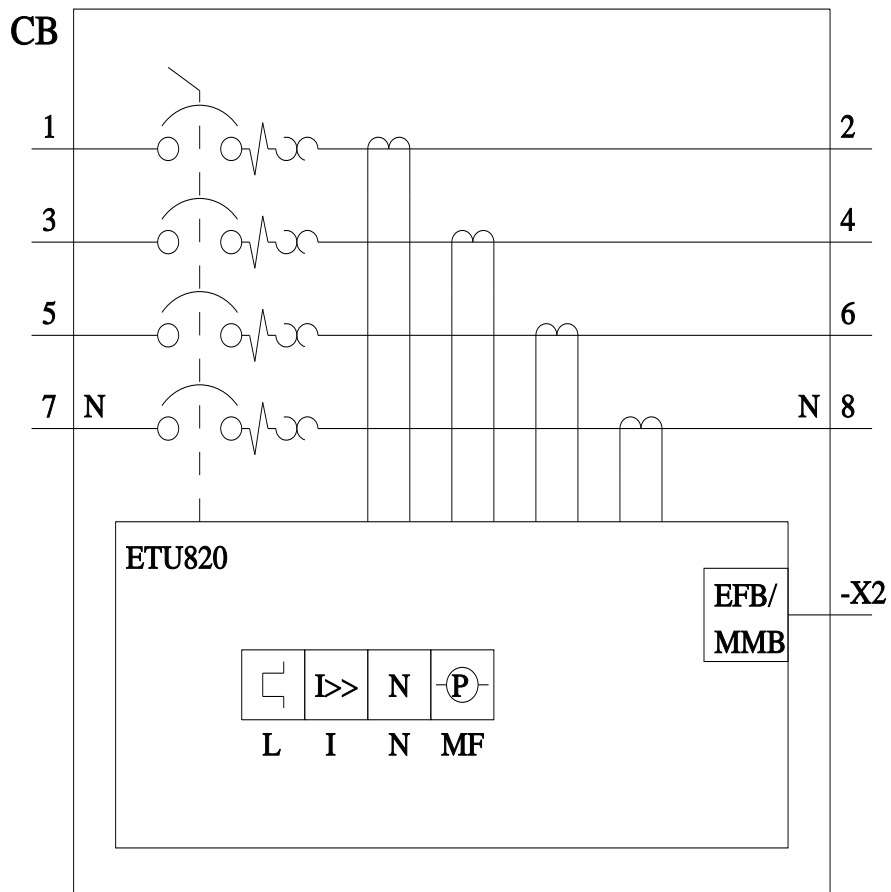 CB
1 2
3 4
5 6
7 N N 8
ETU820
EFB/ -X2
MMB
I>> N P
L I N MF